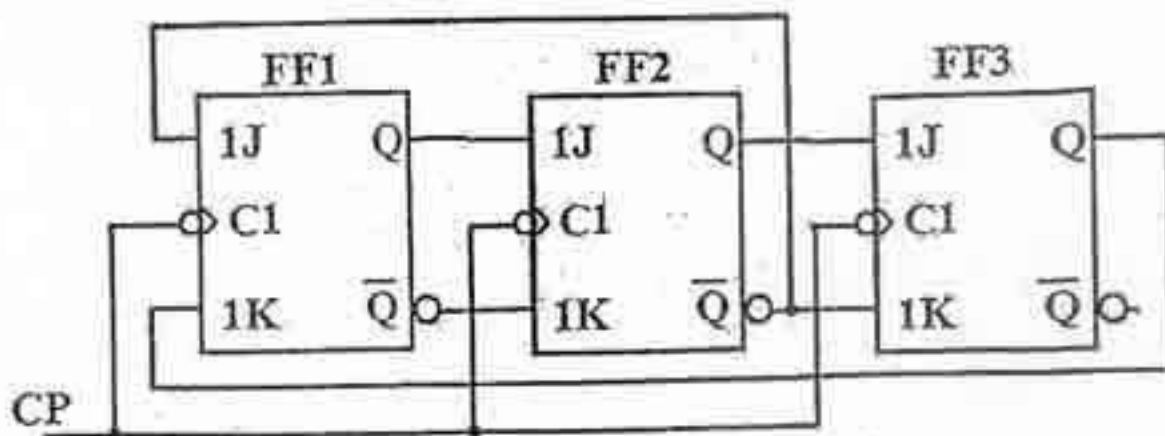 FF1 FF2 FF3
1J Q 1J Q 1J Q
C1 C1 C1
1K Q̅ 1K Q̅ 1K Q̅
CP